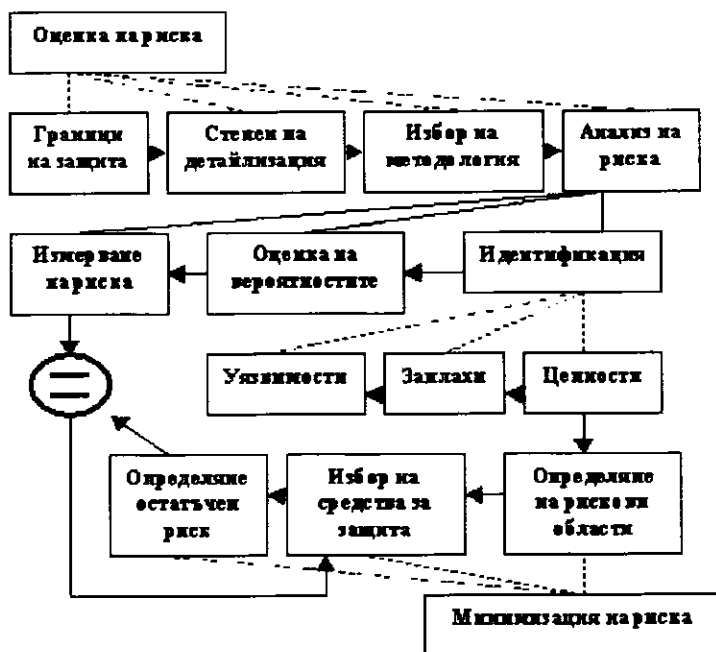 Оценка на риска
Граници
на защита
Степен на
детайлизация
Избор на
методология
Анализ на
риска
Измерване
на риска
Оценка на
вероятностите
Идентификация
Уязвимости
Заплахи
Ценности
Определяне
остатъчен
риск
Избор на
средства за
защита
Определяне
на рискови
области
Минимизация на риска